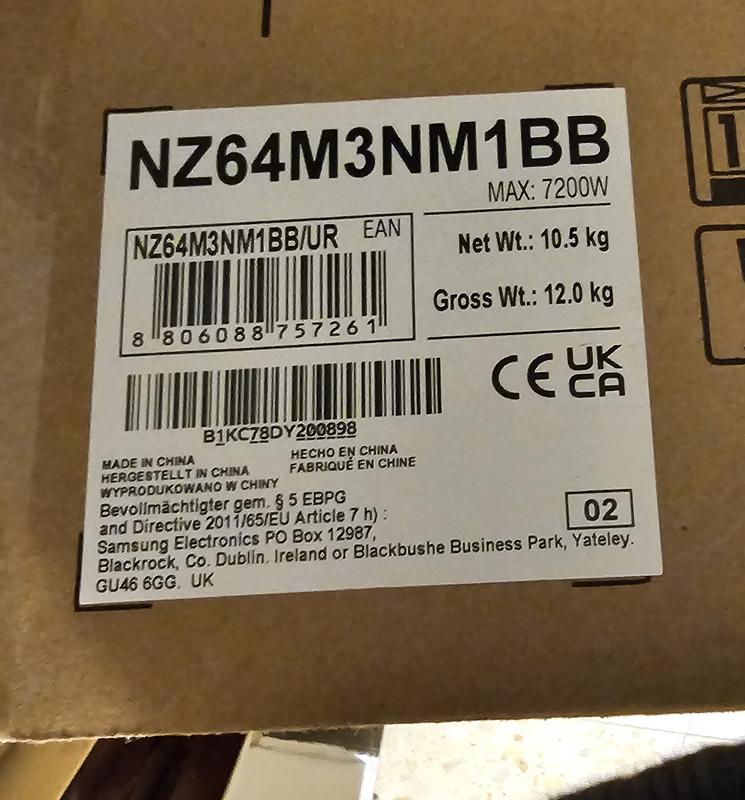 NZ64M3NM1BB
MAX: 7200W
NZ64M3NM1BB/UR EAN
8 806088 757261
Net Wt.: 10.5 kg
Gross Wt.: 12.0 kg
CE UK CA
B1KC78DY200898
MADE IN CHINA
HERGESTELLT IN CHINA
WYPRODUKOWANO W CHINY
HECHO EN CHINA
FABRIQUÉ EN CHINE
Bevollmächtigter gem. § 5 EBPG
and Directive 2011/65/EU Article 7 h) :
Samsung Electronics PO Box 12987,
Blackrock, Co. Dublin. Ireland or Blackbushe Business Park, Yateley.
GU46 6GG. UK
02